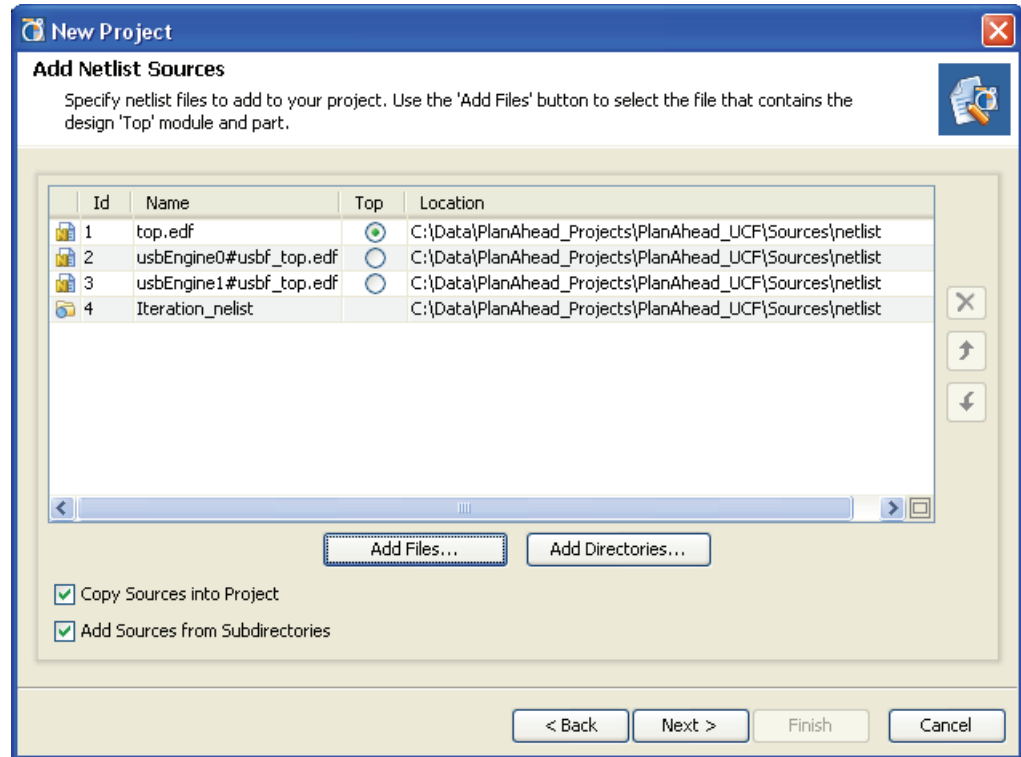 New Project
Add Netlist Sources
Specify netlist files to add to your project. Use the 'Add Files' button to select the file that contains the
design 'Top' module and part.
Id Name Top Location
1 top.edf C:\Data\PlanAhead_Projects\PlanAhead_UCF\Sources\netlist
2 usbEngine0#usbf_top.edf C:\Data\PlanAhead_Projects\PlanAhead_UCF\Sources\netlist
3 usbEngine1#usbf_top.edf C:\Data\PlanAhead_Projects\PlanAhead_UCF\Sources\netlist
4 Iteration_nelist C:\Data\PlanAhead_Projects\PlanAhead_UCF\Sources\netlist
Add Files... Add Directories...
Copy Sources into Project
Add Sources from Subdirectories
< Back Next > Finish Cancel